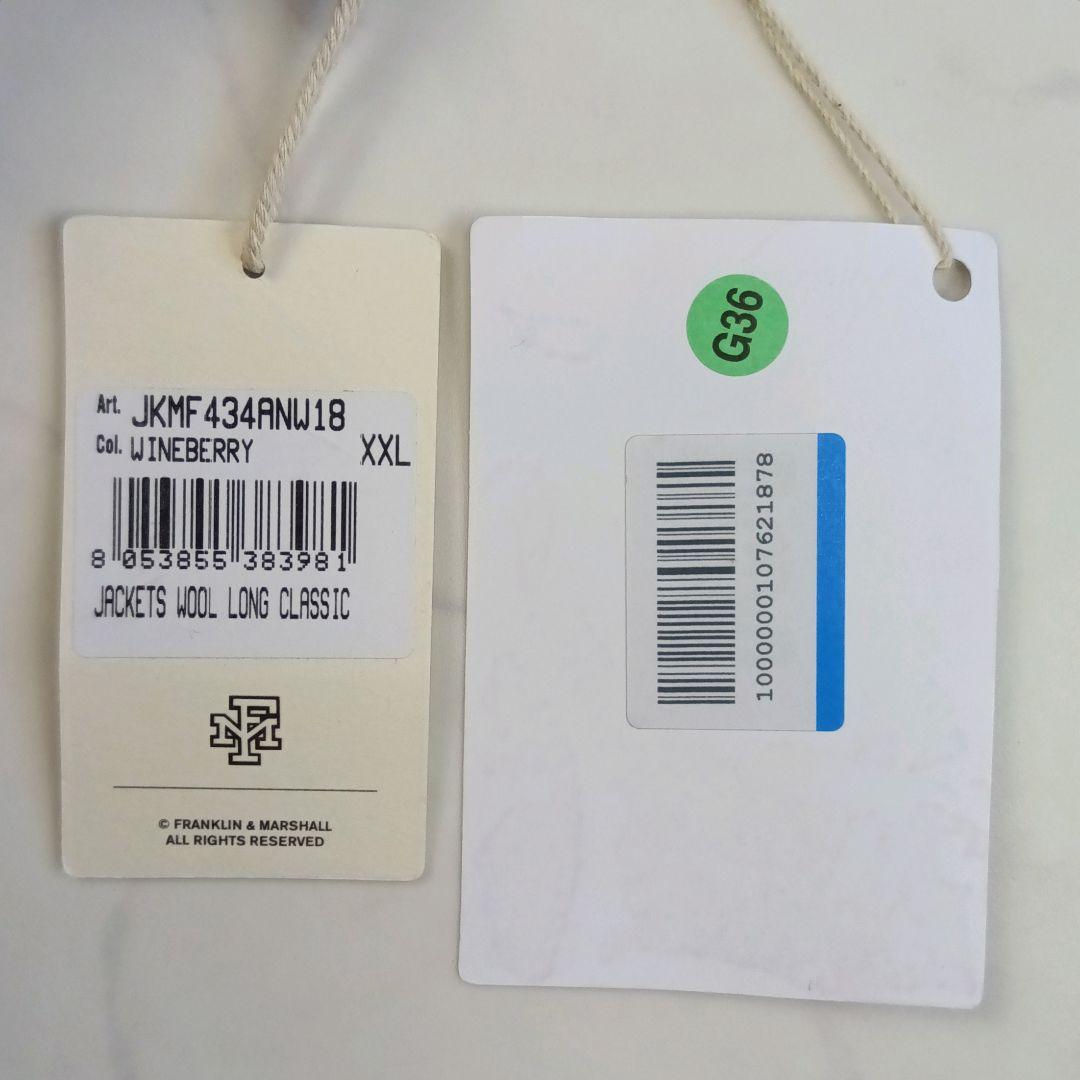 Art. JKMF434ANW18
Col. WINEBERRY XXL
8 053855 383981
JACKETS WOOL LONG CLASSIC
FM
© FRANKLIN & MARSHALL
ALL RIGHTS RESERVED
G36
1000000107621878